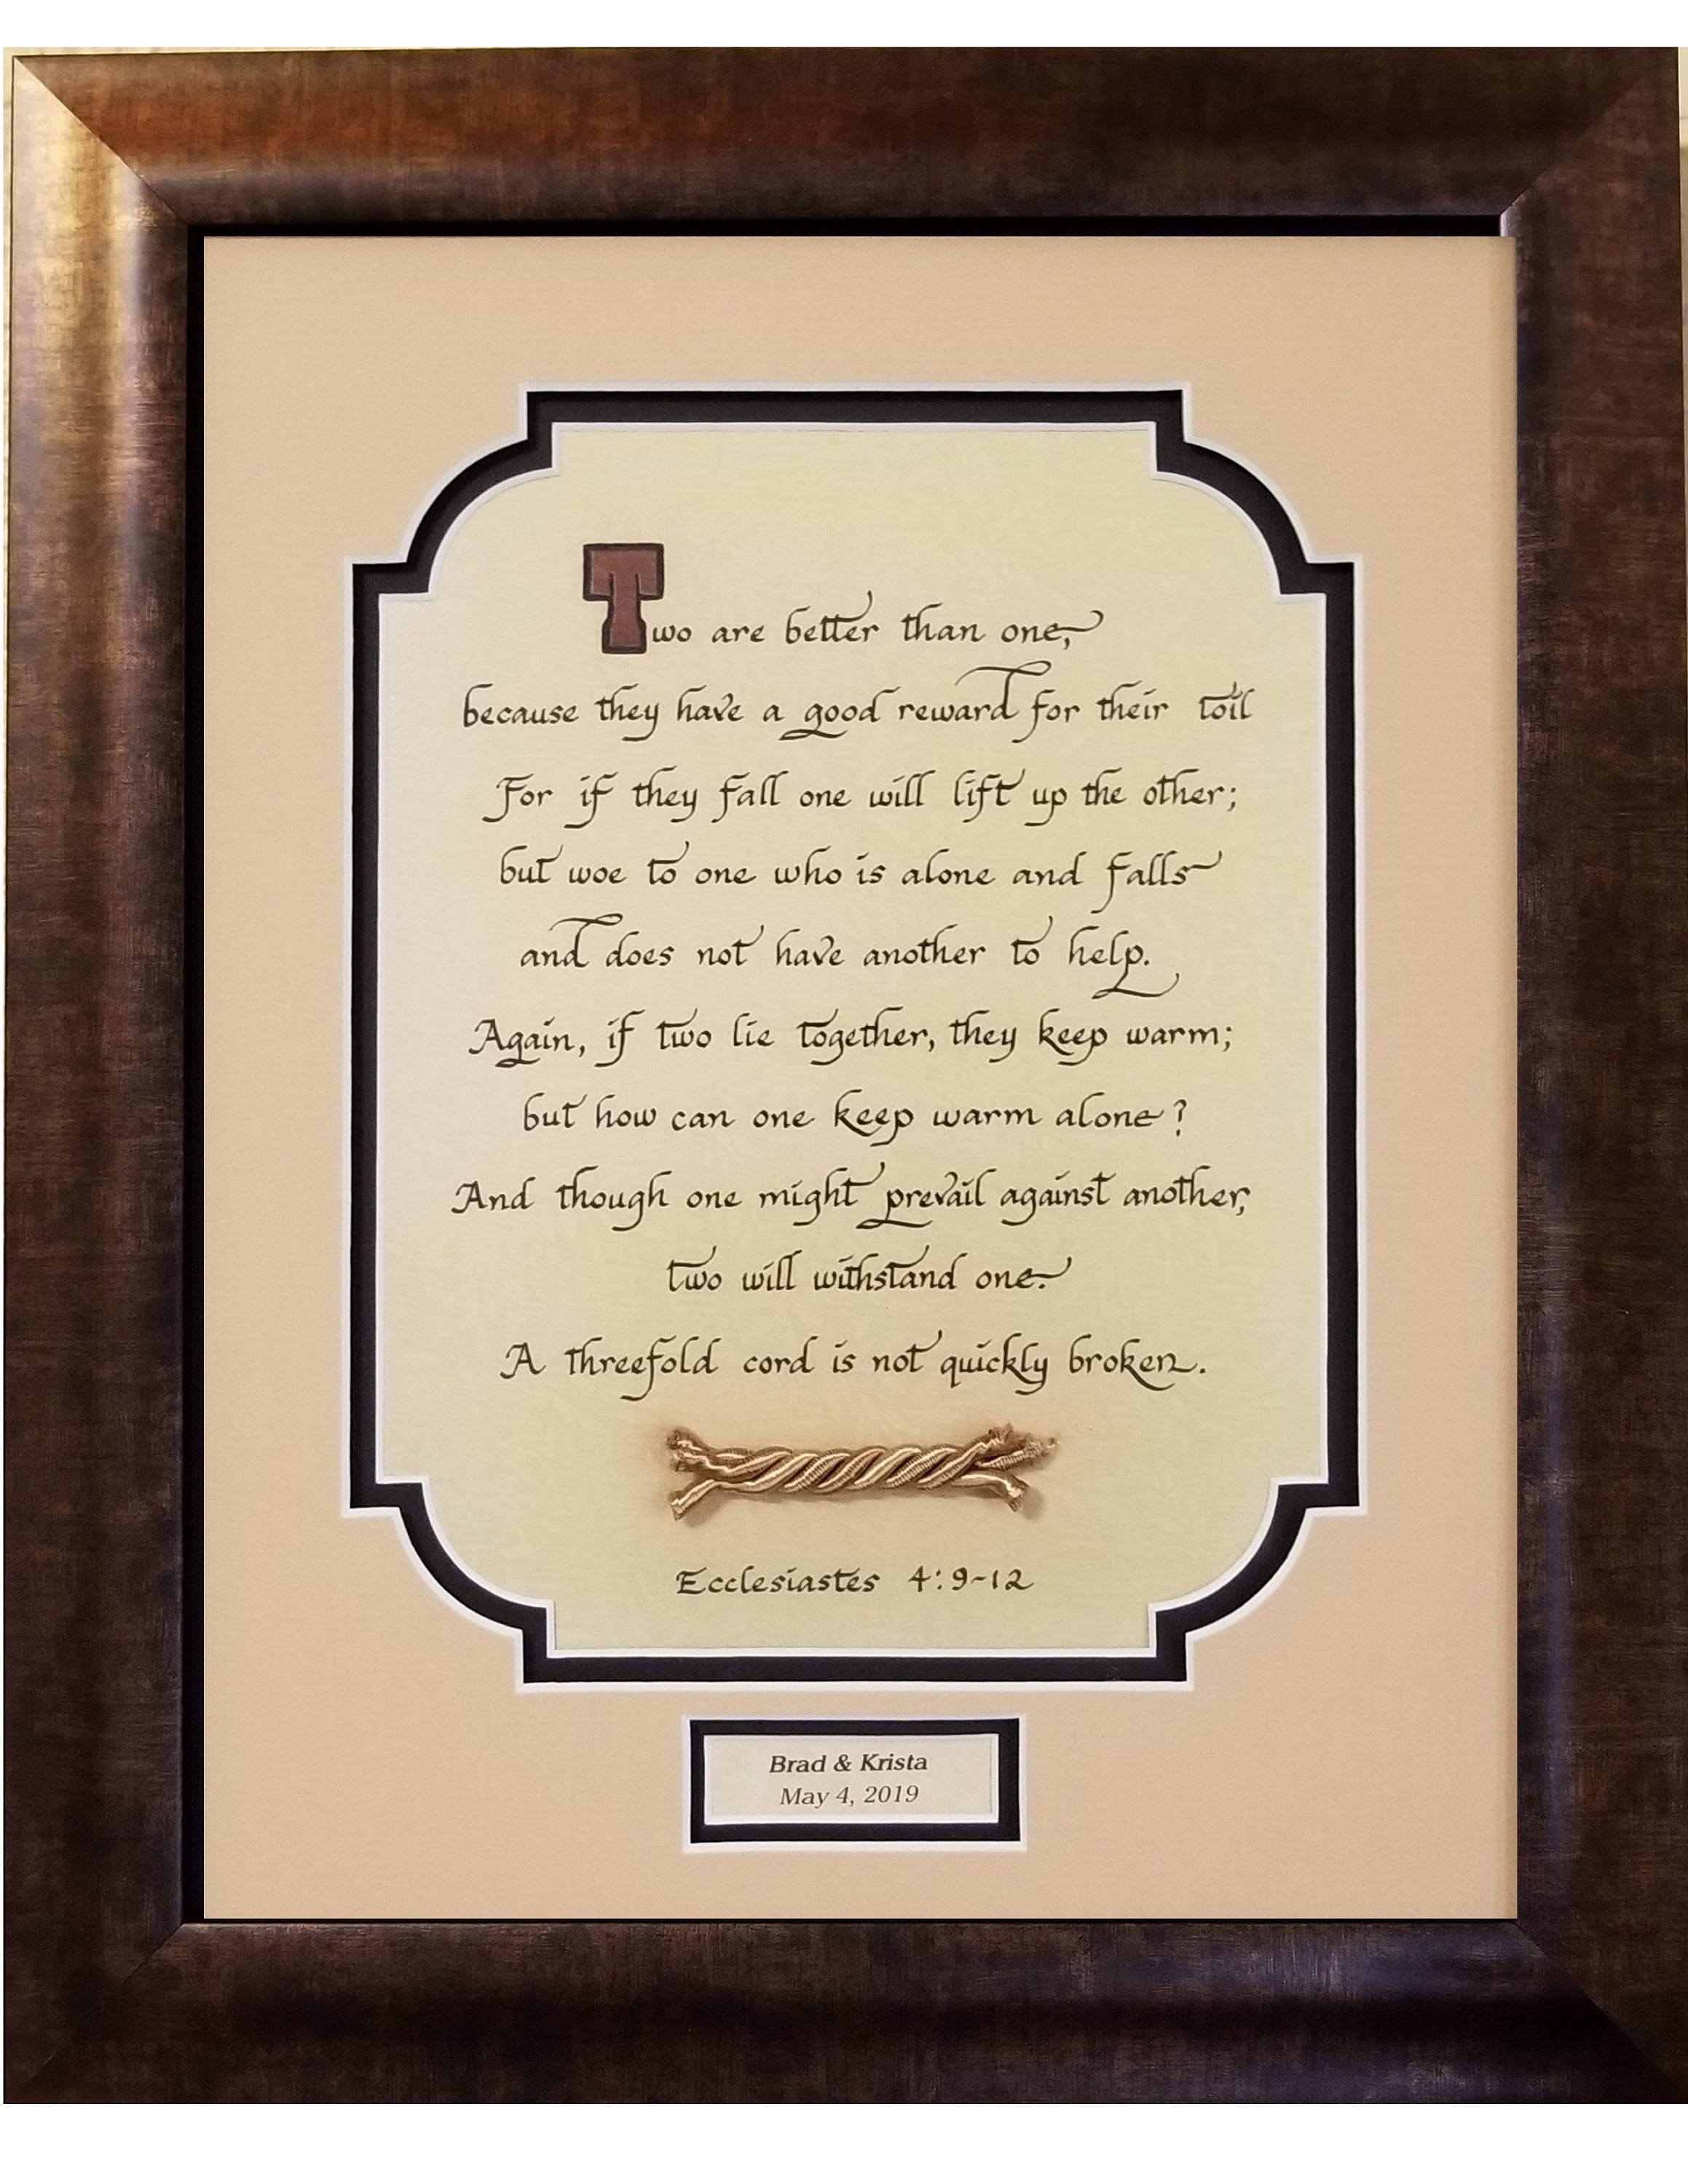 Two are better than one,
because they have a good reward for their toil
For if they fall one will lift up the other;
but woe to one who is alone and falls
and does not have another to help.
Again, if two lie together, they keep warm;
but how can one keep warm alone?
And though one might prevail against another,
two will withstand one.
A threefold cord is not quickly broken.
Ecclesiastes 4:9-12
Brad & Krista
May 4, 2019